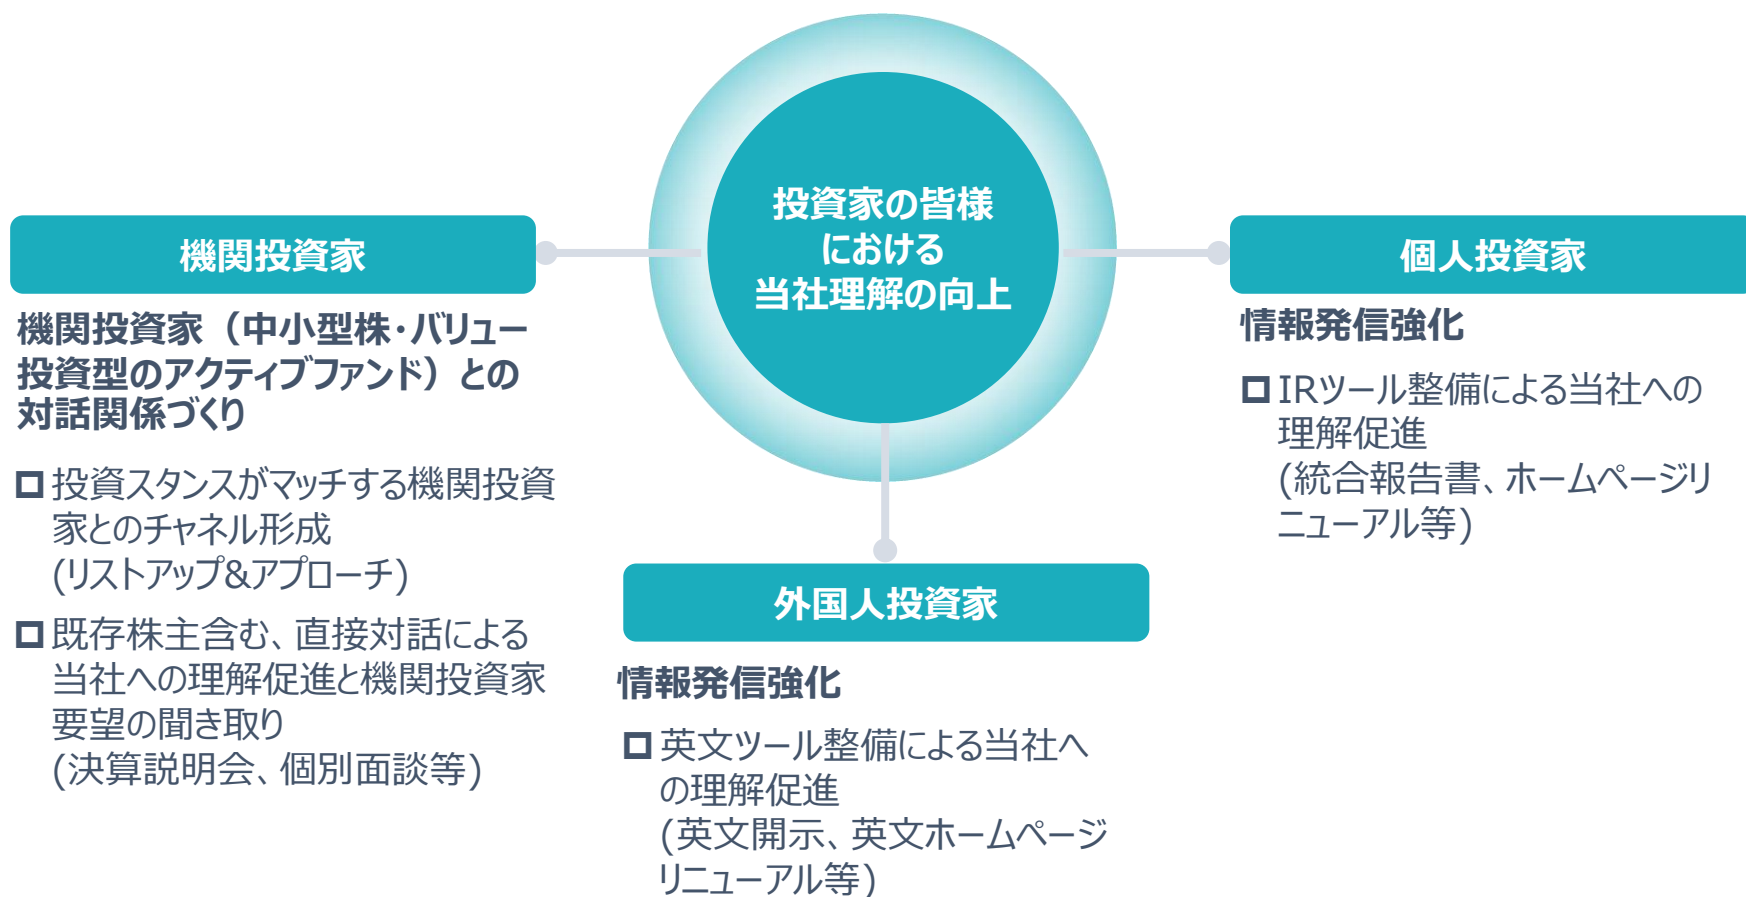 投資家の皆様
における
当社理解の向上
機関投資家
機関投資家（中小型株・バリュー
投資型のアクティブファンド）との
対話関係づくり
投資スタンスがマッチする機関投資
家とのチャネル形成
(リストアップ&アプローチ)
既存株主含む、直接対話による
当社への理解促進と機関投資家
要望の聞き取り
(決算説明会、個別面談等)
外国人投資家
情報発信強化
英文ツール整備による当社へ
の理解促進
(英文開示、英文ホームページ
リニューアル等)
個人投資家
情報発信強化
IRツール整備による当社への
理解促進
(統合報告書、ホームページリ
ニューアル等)